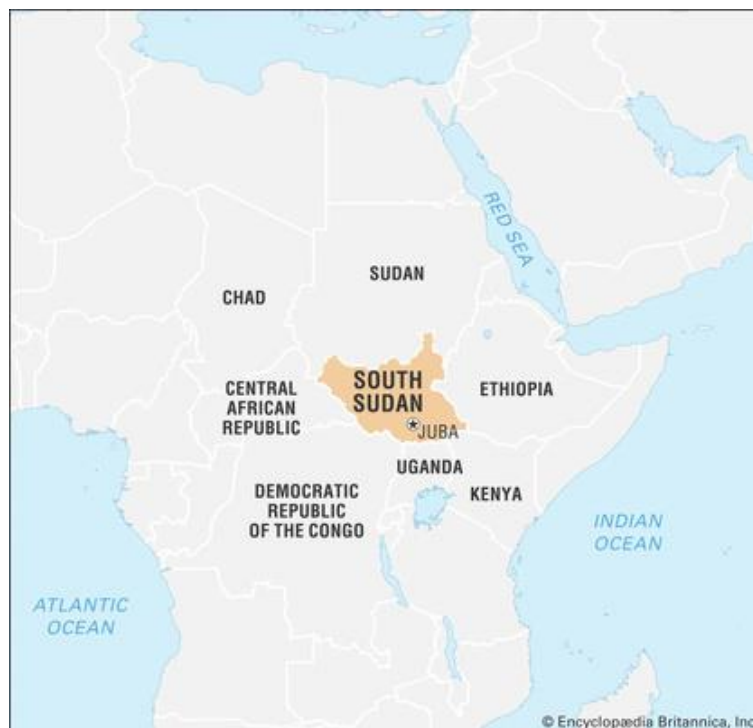 RED SEA
SUDAN
CHAD
SOUTH
SUDAN
CENTRAL
AFRICAN
REPUBLIC
ETHIOPIA
JUBA
UGANDA
KENYA
DEMOCRATIC
REPUBLIC
OF THE CONGO
INDIAN
OCEAN
ATLANTIC
OCEAN
© Encyclopædia Britannica, Inc